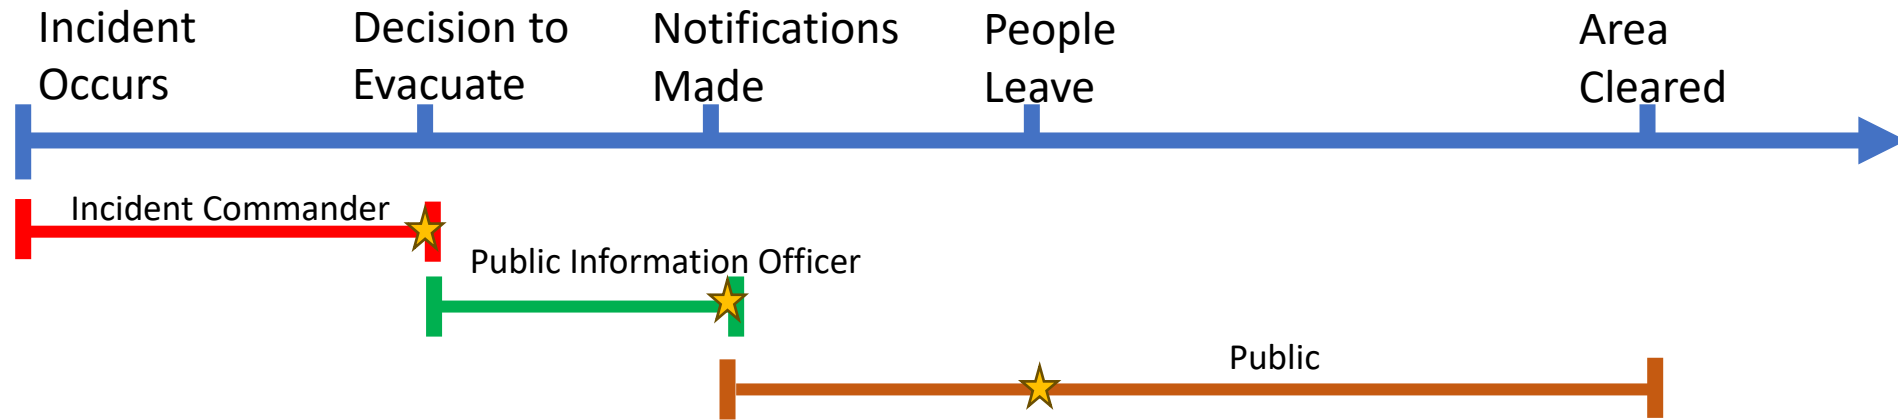 Incident
Occurs
Decision to
Evacuate
Notifications
Made
People
Leave
Area
Cleared
Incident Commander
Public Information Officer
Public